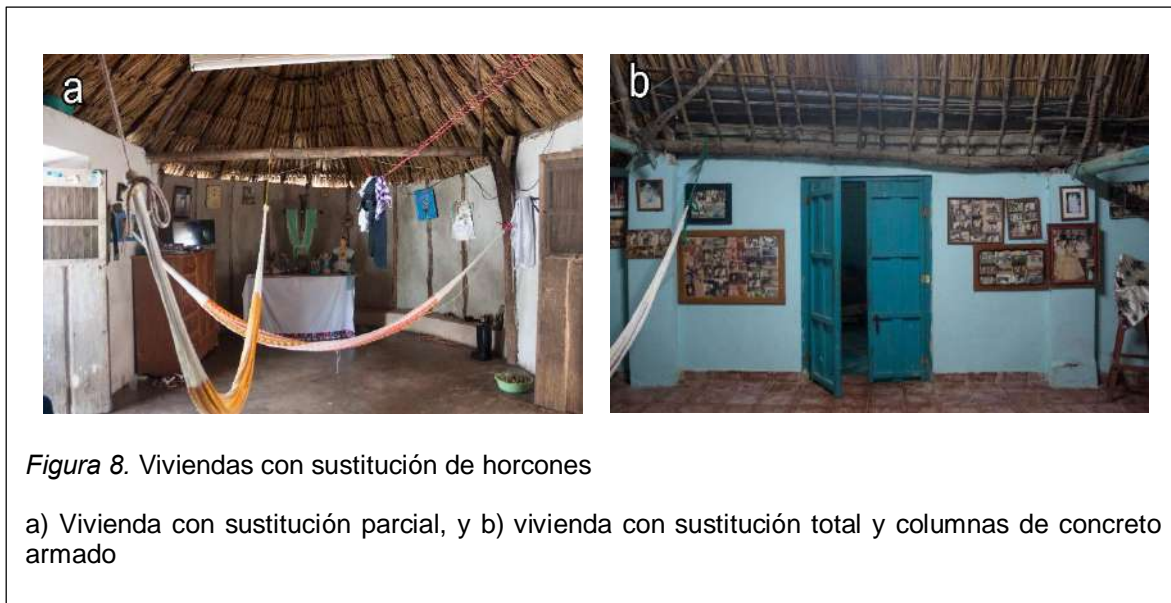 a
b
Figura 8. Viviendas con sustitución de horcones
a) Vivienda con sustitución parcial, y b) vivienda con sustitución total y columnas de concreto
armado